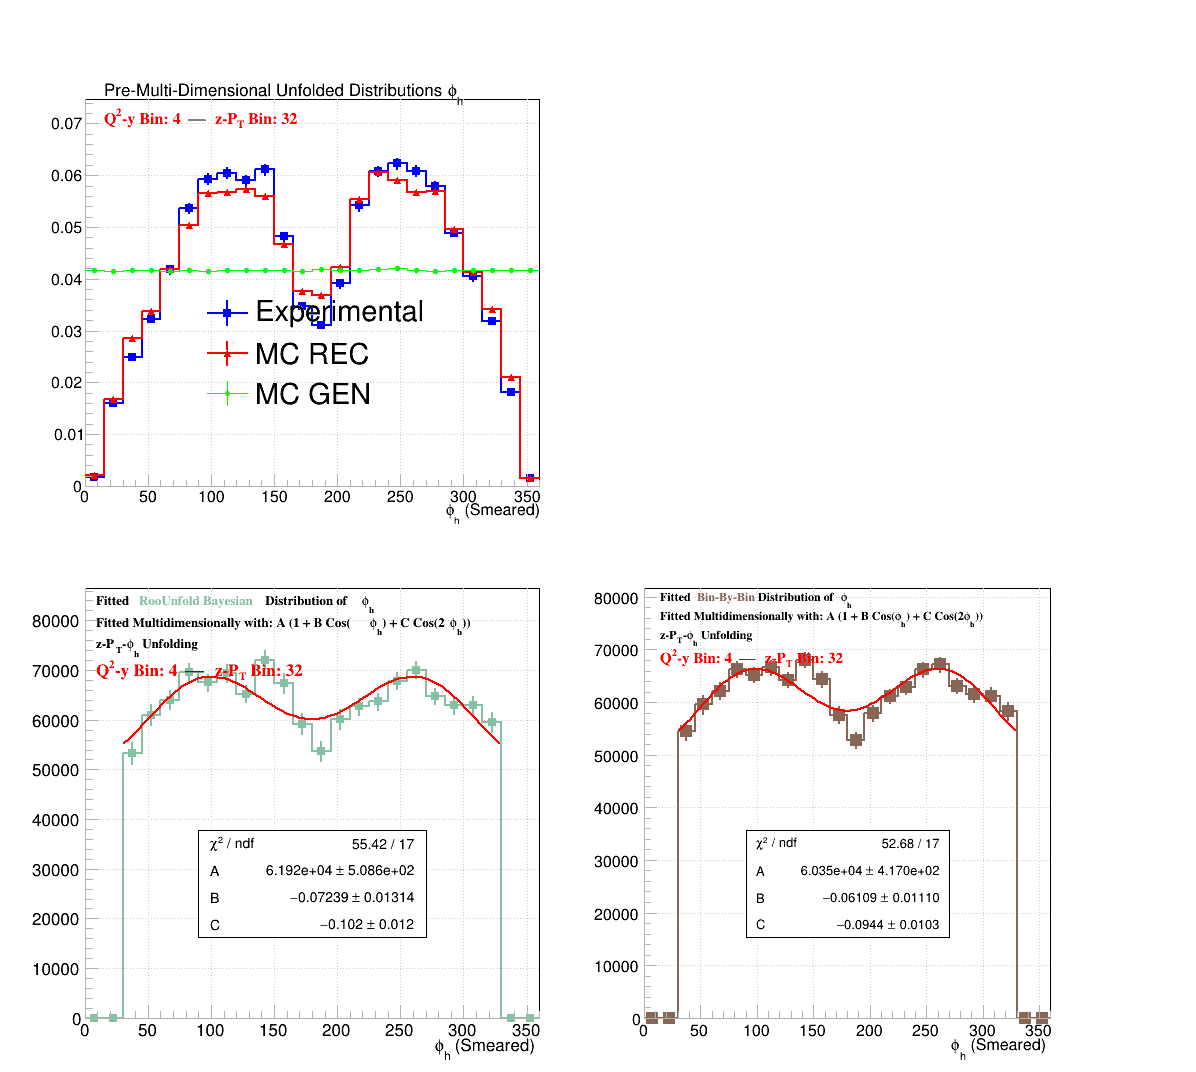 Pre-Multi-Dimensional Unfolded Distributions ϕh
Q²-y Bin: 4 — z-PT Bin: 32
0.07
0.06
0.05
0.04
0.03
0.02
0.01
0
Experimental
MC REC
MC GEN
0 50 100 150 200 250 300 350
ϕh (Smeared)
Fitted RooUnfold Bayesian Distribution of ϕh
Fitted Multidimensionally with: A (1 + B Cos( ϕh) + C Cos(2 ϕh))
z-PT-ϕh Unfolding
Q²-y Bin: 4 — z-PT Bin: 32
80000
70000
60000
50000
40000
30000
20000
10000
0
χ² / ndf 55.42 / 17
A 6.192e+04 ± 5.086e+02
B −0.07239 ± 0.01314
C −0.102 ± 0.012
0 50 100 150 200 250 300 350
ϕh (Smeared)
Fitted Bin-By-Bin Distribution of ϕh
Fitted Multidimensionally with: A (1 + B Cos(ϕh) + C Cos(2ϕh))
z-PT-ϕh Unfolding
Q²-y Bin: 4 — z-PT Bin: 32
80000
70000
60000
50000
40000
30000
20000
10000
0
χ² / ndf 52.68 / 17
A 6.035e+04 ± 4.170e+02
B −0.06109 ± 0.01110
C −0.0944 ± 0.0103
0 50 100 150 200 250 300 350
ϕh (Smeared)